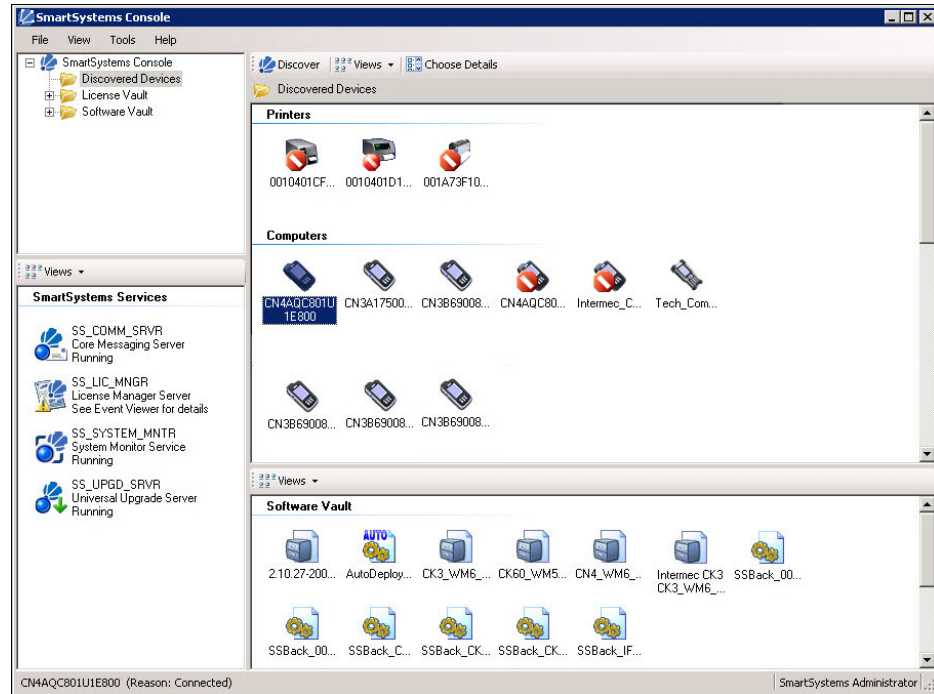 SmartSystems Console
File View Tools Help
SmartSystems Console
Discovered Devices
License Vault
Software Vault
Views
SmartSystems Services
SS_COMM_SRVR
Core Messaging Server
Running
SS_LIC_MNGR
License Manager Server
See Event Viewer for details
SS_SYSTEM_MNTR
System Monitor Service
Running
SS_UPGD_SRVR
Universal Upgrade Server
Running
Discover Views Choose Details
Discovered Devices
Printers
0010401CF... 0010401D1... 001A73F10...
Computers
CN4AQC801U CN3A17500... CN3B69008... CN4AQC80... Intermec_C... Tech_Com...
1E800
CN3B69008... CN3B69008... CN3B69008...
Views
Software Vault
AUTO
2.10.27-200... AutoDeploy... CK3_WM6_... CK60_WM5... CN4_WM6_... Intermec CK3 SSBack_00...
CK3_WM6_...
SSBack_00... SSBack_C... SSBack_CK... SSBack_CK... SSBack_IF...
CN4AQC801U1E800 (Reason: Connected) SmartSystems Administrator